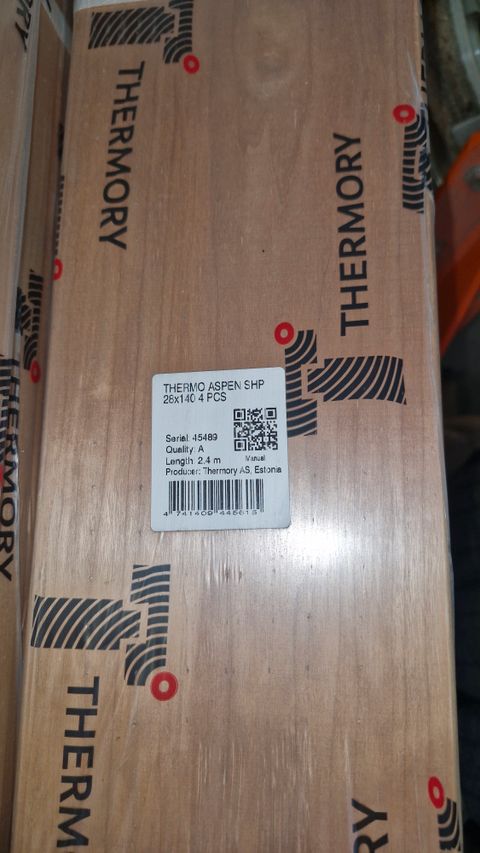 THERMORY
THERMORY
THERMO ASPEN SHP
28x140 4 PCS
Serial: 45489
Quality: A
Length: 2.4 m
Manual
Producer: Thermory AS, Estonia
THERMORY
THERM
RY